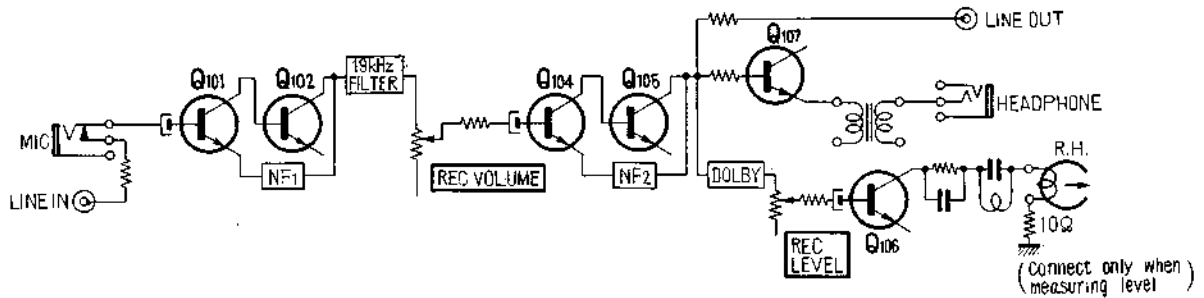 LINE OUT
Q107
19kHz
FILTER
Q101
Q102
Q104
Q105
HEADPHONE
MIC
NF1
REC VOLUME
NF2
DOLBY
R.H.
LINE IN
10Ω
REC
LEVEL
Q106
(Connect only when
measuring level)